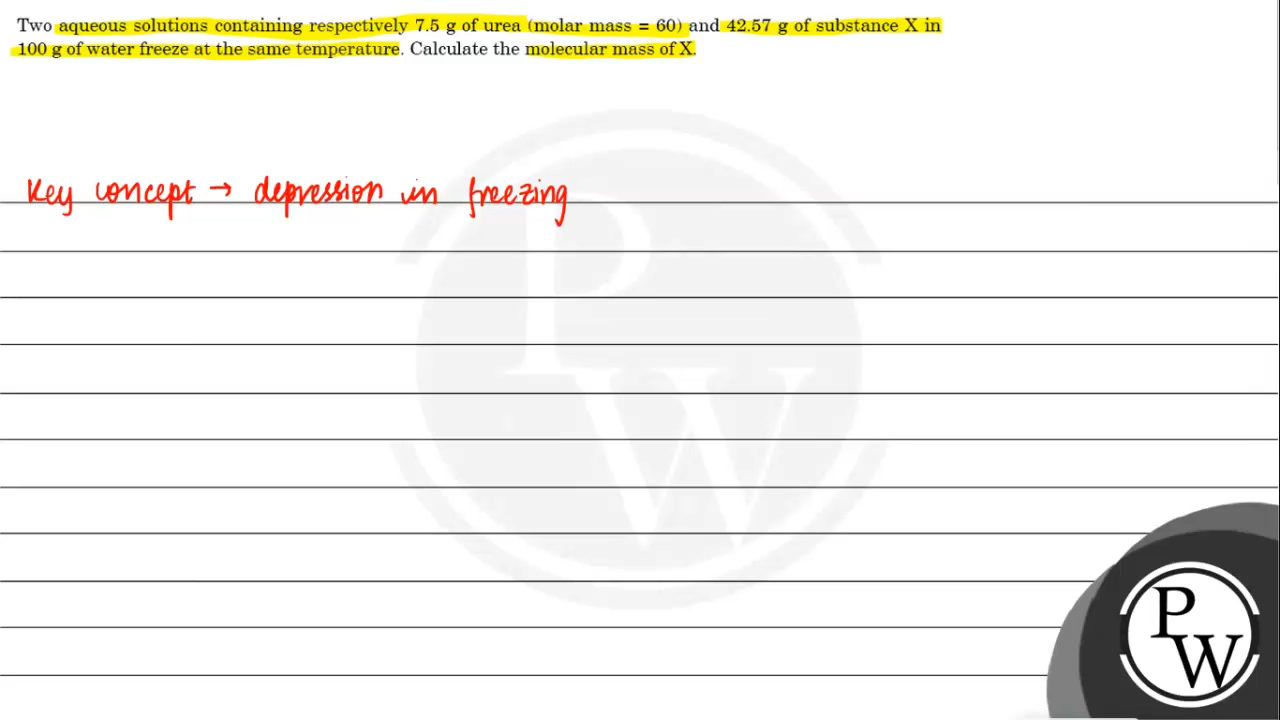 Two aqueous solutions containing respectively 7.5 g of urea (molar mass = 60) and 42.57 g of substance X in
100 g of water freeze at the same temperature. Calculate the molecular mass of X.
Key concept → depression in freezing
P
W
P
W